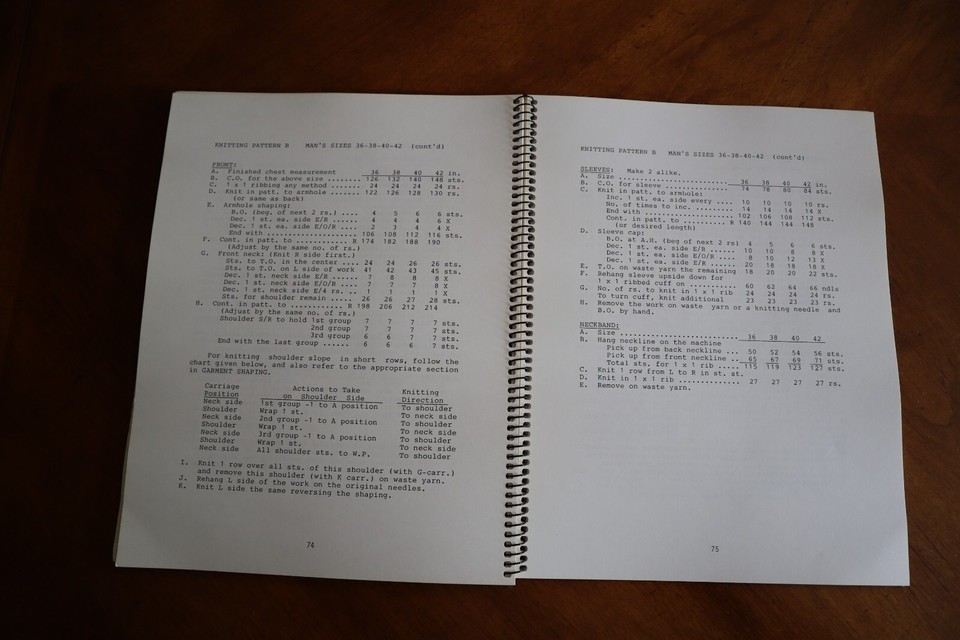 KNITTING PATTERN B   MAN'S SIZES 36-38-40-42  (cont'd)
FRONT:
A. Finished chest measurement 36 38 40 42 in.
B. C.O. for the above size ........ 126 132 140 148 sts.
C. 1 x 1 ribbing any method ....... 24 24 24 24 rs.
D. Knit in patt. to armhole ....... 122 126 128 130 rs.
(or same as back)
E. Armhole shaping:
B.O. (beg. of next 2 rs.) .... 4 5 6 6 sts.
Dec. 1 st. ea. side E/R ...... 4 4 4 6 X
Dec. 1 st. ea. side E/O/R .... 2 3 4 4 X
End with ..................... 106 108 112 116 sts.
F. Cont. in patt. to ............ R 174 182 188 190
(Adjust by the same no. of rs.)
G. Front neck: (Knit R side first.)
Sts. to T.O. in the center .... 24 24 26 26 sts.
Sts. to T.O. on L side of work 41 42 43 45 sts.
Dec. 1 st. neck side E/R ..... 7 8 8 8 X
Dec. 1 st. neck side E/O/R ... 7 7 7 8 X
Dec. 1 st. neck side E/4 rs. .. 1 1 1 1 X
Sts. for shoulder remain ..... 26 26 27 28 sts.
H. Cont. in patt. to ............ R 198 206 212 214
(Adjust by the same no. of rs.)
Shoulder S/R to hold 1st group 7 7 7 7 sts.
2nd group 7 7 7 7 sts.
3rd group 6 6 7 7 sts.
End with the last group ...... 6 6 6 7 sts.
For knitting shoulder slope in short rows, follow the
chart given below, and also refer to the appropriate section
in GARMENT SHAPING.
Carriage Position   Actions to Take on Shoulder Side   Knitting Direction
Neck side   1st group -1 to A position   To shoulder
Shoulder   Wrap 1 st.   To neck side
Neck side   2nd group -1 to A position   To shoulder
Shoulder   Wrap 1 st.   To neck side
Neck side   3rd group -1 to A position   To shoulder
Shoulder   Wrap 1 st.   To neck side
Neck side   All shoulder sts. to W.P.   To shoulder
I. Knit 1 row over all sts. of this shoulder (with G-carr.)
and remove this shoulder (with K carr.) on waste yarn.
J. Rehang L side of the work on the original needles.
K. Knit L side the same reversing the shaping.
74
KNITTING PATTERN B   MAN'S SIZES 36-38-40-42  (cont'd)
SLEEVES: Make 2 alike.
A. Size ............................ 36 38 40 42 in.
B. C.O. for sleeve ................. 74 78 80 84 sts.
C. Knit in patt. to armhole:
Inc. 1 st. ea. side every .... 10 10 10 10 rs.
No. of times to inc. ......... 14 14 14 14 X
End with ..................... 102 106 108 112 sts.
Cont. in patt. to .......... R 140 144 144 148
(or desired length)
D. Sleeve cap:
B.O. at A.H. (beg of next 2 rs) 4 5 6 6 sts.
Dec. 1 st. ea. side E/R ...... 10 10 8 8 X
Dec. 1 st. ea. side E/O/R .... 8 10 12 13 X
Dec. 1 st. ea. side E/R ...... 20 18 18 18 X
E. T.O. on waste yarn the remaining 18 20 20 22 sts.
F. Rehang sleeve upside down for
1 x 1 ribbed cuff on ........... 60 62 64 66 ndls
G. No. of rs. to knit in 1 x 1 rib 24 24 24 24 rs.
To turn cuff, knit additional 23 23 23 23 rs.
H. Remove the work on waste yarn or a knitting needle and
B.O. by hand.
NECKBAND:
A. Size ........................... 36 38 40 42
B. Hang neckline on the machine
Pick up from back neckline ... 50 52 54 56 sts.
Pick up from front neckline .. 65 67 69 71 sts.
Total sts. for 1 x 1 rib ..... 115 119 123 127 sts.
C. Knit 1 row from L to R in st. st.
D. Knit in 1 x 1 rib .............. 27 27 27 27 rs.
E. Remove on waste yarn.
75